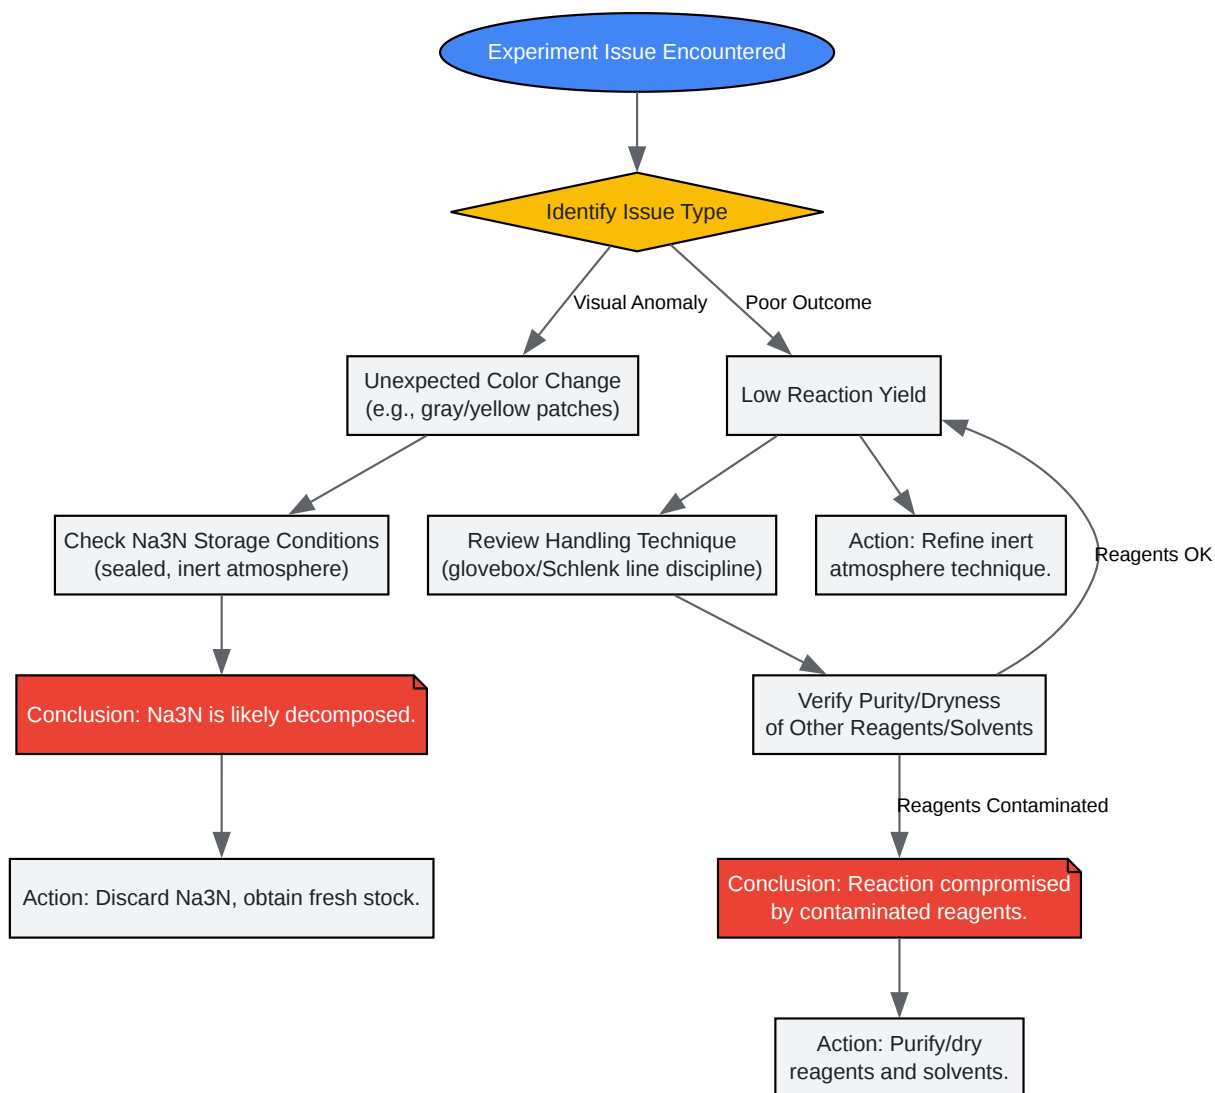 Experiment Issue Encountered
Identify Issue Type
Visual Anomaly
Poor Outcome
Unexpected Color Change
(e.g., gray/yellow patches)
Low Reaction Yield
Check Na3N Storage Conditions
(sealed, inert atmosphere)
Review Handling Technique
(glovebox/Schlenk line discipline)
Action: Refine inert
atmosphere technique.
Reagents OK
Conclusion: Na3N is likely decomposed.
Verify Purity/Dryness
of Other Reagents/Solvents
Reagents Contaminated
Action: Discard Na3N, obtain fresh stock.
Conclusion: Reaction compromised
by contaminated reagents.
Action: Purify/dry
reagents and solvents.